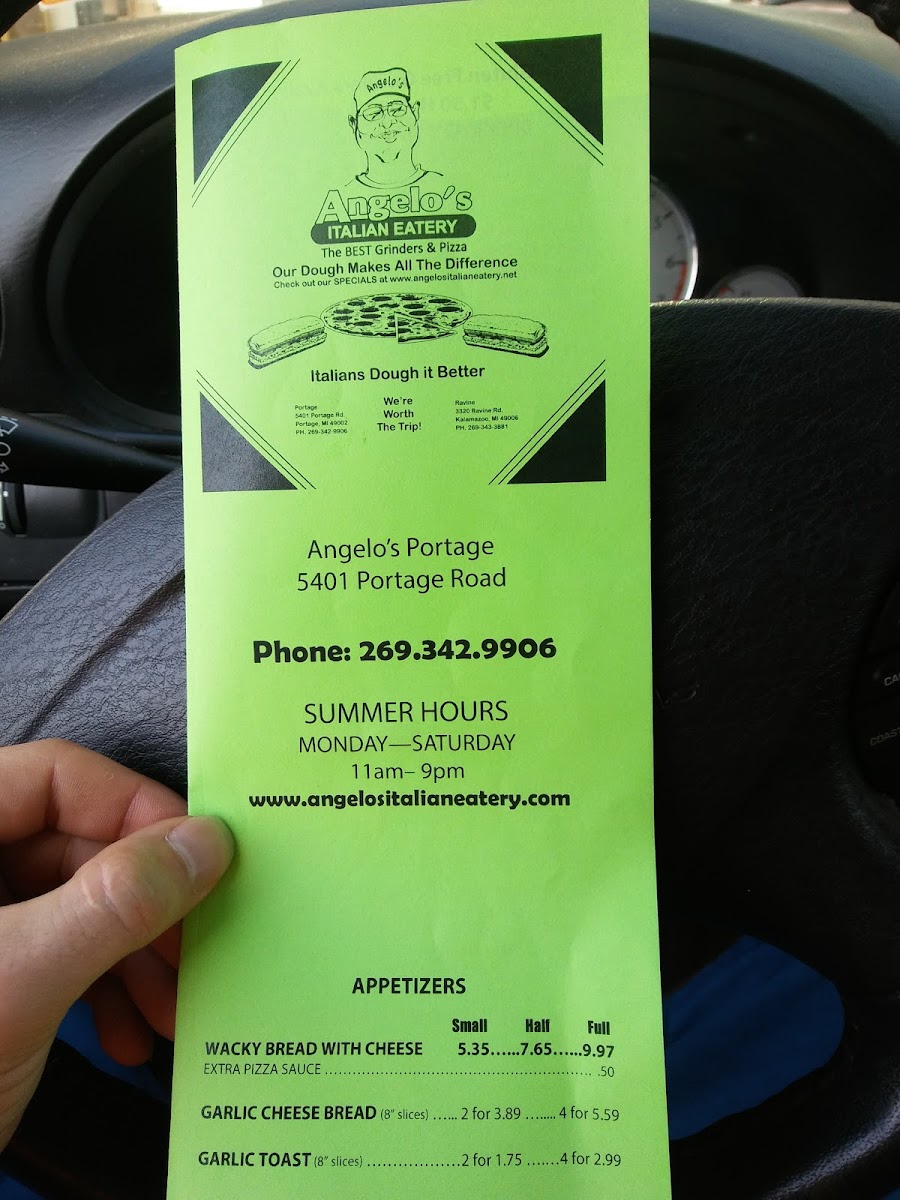 Angelo's
Angelo's
ITALIAN EATERY
The BEST Grinders & Pizza
Our Dough Makes All The Difference
Check out our SPECIALS at www.angelositalianeatery.net
Italians Dough it Better
Portage
5401 Portage Rd.
Portage, MI 49002
PH. 269-342-9906
We're
Worth
The Trip!
Ravine
3320 Ravine Rd.
Kalamazoo, MI 49006
PH. 269-343-3881
Angelo's Portage
5401 Portage Road
Phone: 269.342.9906
SUMMER HOURS
MONDAY—SATURDAY
11am– 9pm
www.angelositalianeatery.com
APPETIZERS
Small Half Full
WACKY BREAD WITH CHEESE 5.35......7.65......9.97
EXTRA PIZZA SAUCE ........................................................ .50
GARLIC CHEESE BREAD (8" slices) ...... 2 for 3.89 ........ 4 for 5.59
GARLIC TOAST (8" slices) ..................2 for 1.75 .......4 for 2.99